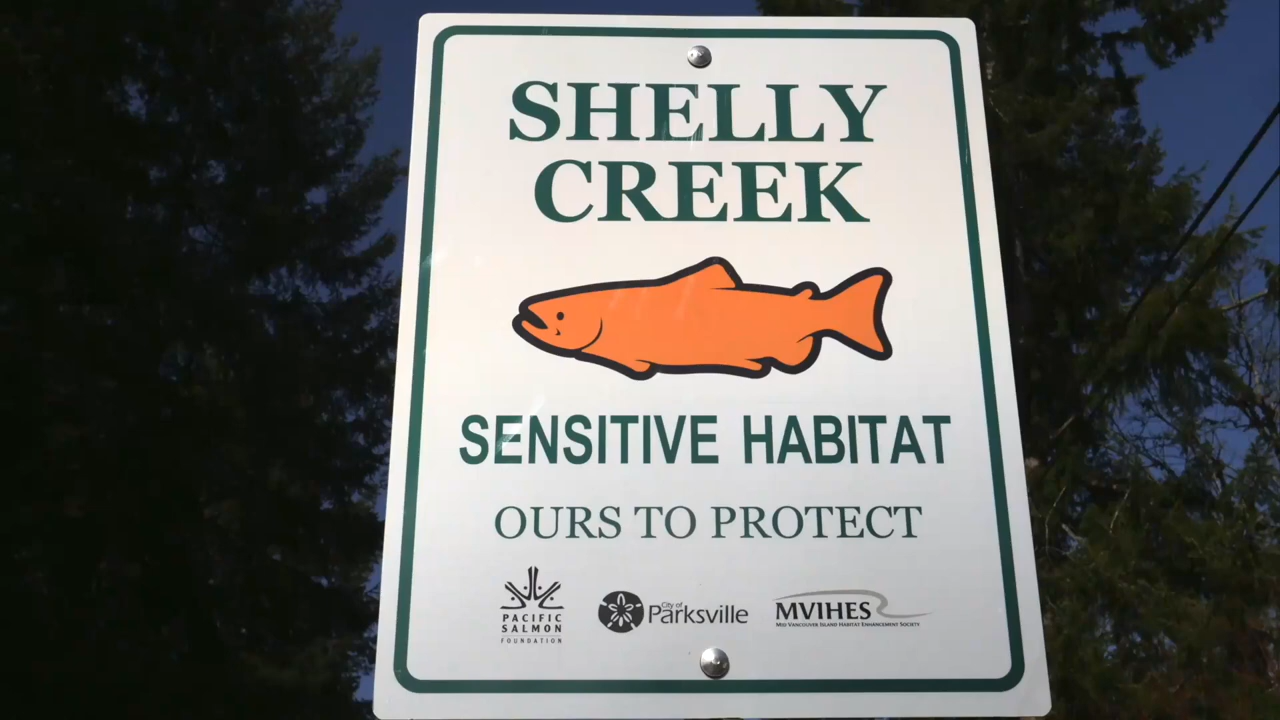 SHELLY
CREEK
SENSITIVE HABITAT
OURS TO PROTECT
PACIFIC
SALMON
FOUNDATION
City of
Parksville
MVIHES
MID VANCOUVER ISLAND HABITAT ENHANCEMENT SOCIETY